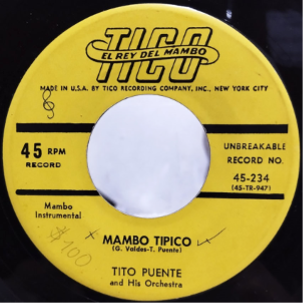 TICO
EL REY DEL MAMBO
MADE IN U.S.A. BY TICO RECORDING COMPANY, INC., NEW YORK CITY
45 RPM
RECORD
UNBREAKABLE
RECORD NO.
45-234
(45-TR-947)
Mambo
Instrumental
MAMBO TIPICO
(G. Valdes-T. Puente)
$100
TITO PUENTE
and His Orchestra